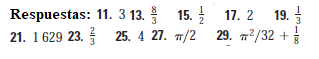 Respuestas: 11. 3 13. 8/3 15. 1/2 17. 2 19. 1/3
21. 1 629 23. 2/3 25. 4 27. π/2 29. π²/32 + 1/8